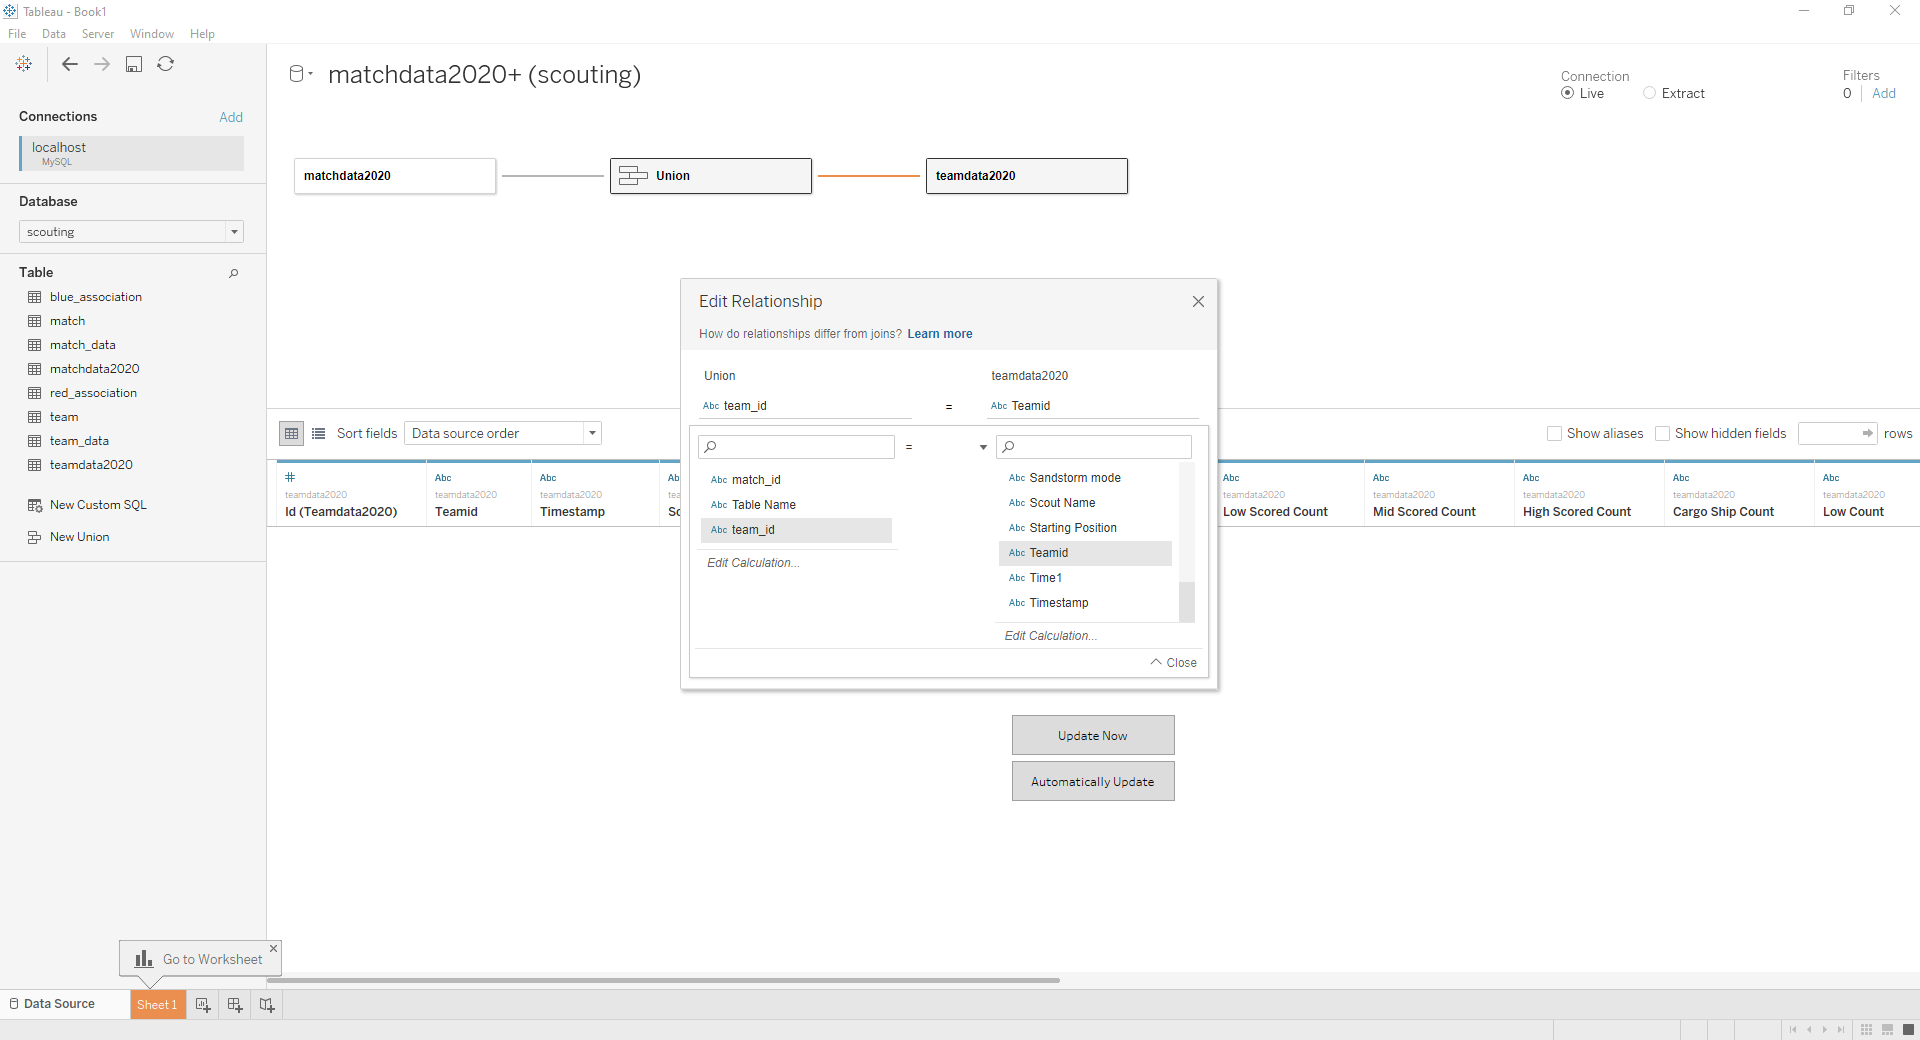 Tableau - Book1
File Data Server Window Help
Connections Add
localhost
MySQL
Database
scouting
Table
blue_association
match
match_data
matchdata2020
red_association
team
team_data
teamdata2020
New Custom SQL
New Union
matchdata2020+ (scouting)
Connection
Live Extract
Filters
0 Add
matchdata2020 Union teamdata2020
Edit Relationship
How do relationships differ from joins? Learn more
Union teamdata2020
Abc team_id = Abc Teamid
=
Abc match_id
Abc Table Name
Abc team_id
Edit Calculation...
Abc Sandstorm mode
Abc Scout Name
Abc Starting Position
Abc Teamid
Abc Time1
Abc Timestamp
Edit Calculation...
Close
Sort fields Data source order
Show aliases Show hidden fields rows
# Abc Abc Ab Abc Abc Abc Abc Abc
teamdata2020 teamdata2020 teamdata2020 tea teamdata2020 teamdata2020 teamdata2020 teamdata2020 teamdata2020
Id (Teamdata2020) Teamid Timestamp Sc Low Scored Count Mid Scored Count High Scored Count Cargo Ship Count Low Count
Update Now
Automatically Update
Go to Worksheet
Data Source Sheet 1